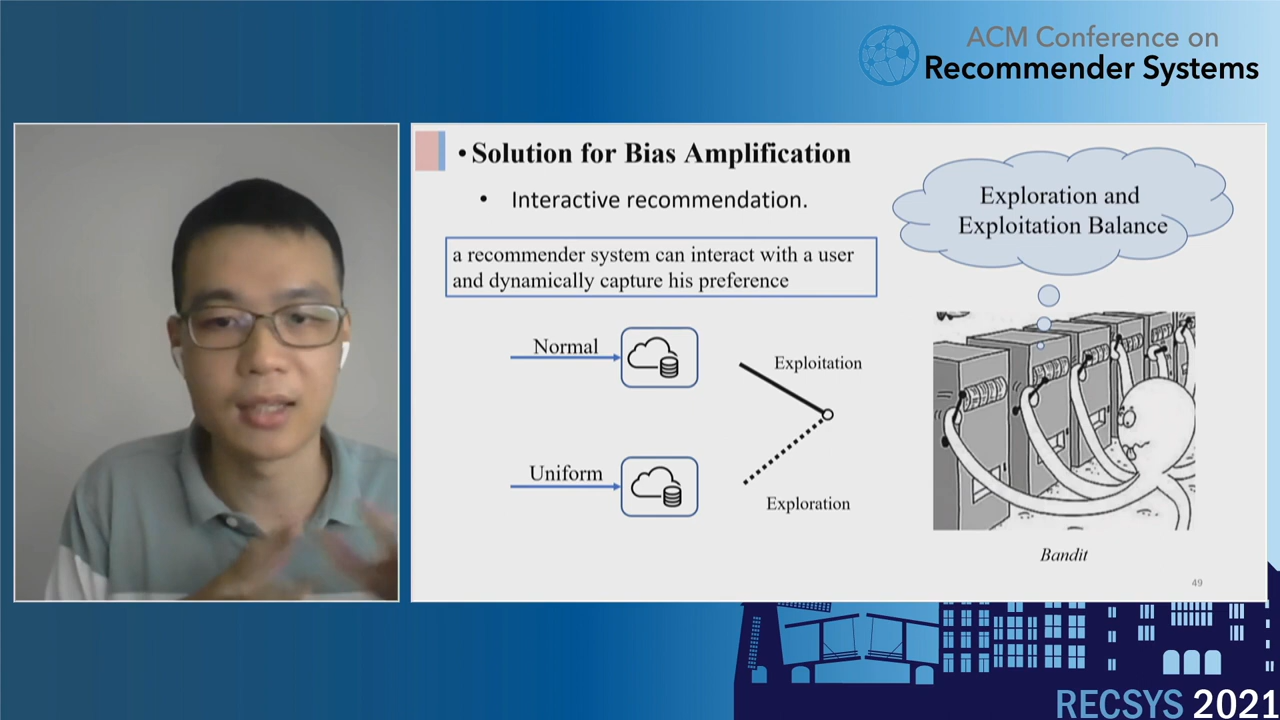 ACM Conference on
Recommender Systems
• Solution for Bias Amplification
• Interactive recommendation.
a recommender system can interact with a user
and dynamically capture his preference
Exploration and
Exploitation Balance
Normal
Exploitation
Uniform
Exploration
Bandit
49
RECSYS 2021